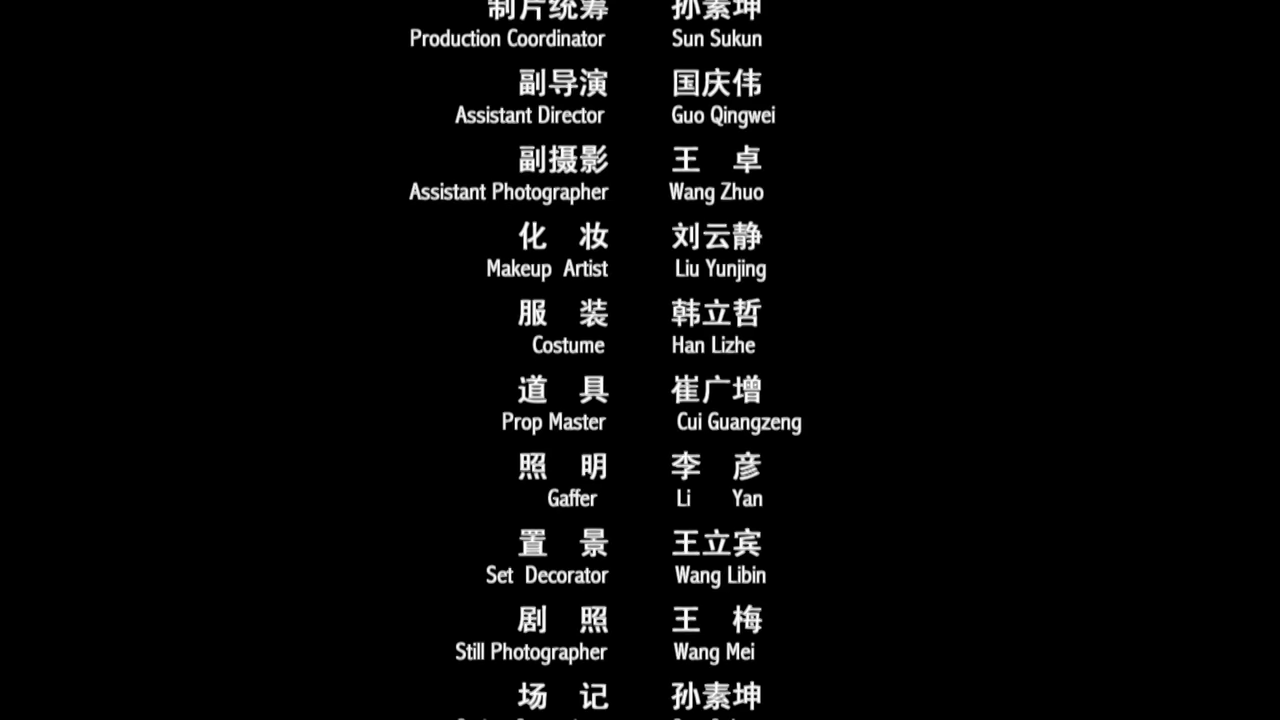 制片统筹 孙素坤
Production Coordinator Sun Sukun
副导演 国庆伟
Assistant Director Guo Qingwei
副摄影 王 卓
Assistant Photographer Wang Zhuo
化 妆 刘云静
Makeup Artist Liu Yunjing
服 装 韩立哲
Costume Han Lizhe
道 具 崔广增
Prop Master Cui Guangzeng
照 明 李 彦
Gaffer Li Yan
置 景 王立宾
Set Decorator Wang Libin
剧 照 王 梅
Still Photographer Wang Mei
场 记 孙素坤